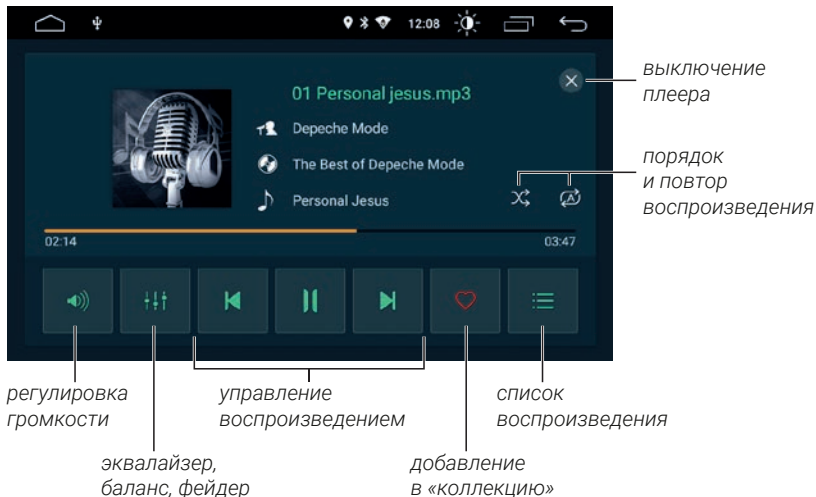 12:08
01 Personal jesus.mp3
Depeche Mode
The Best of Depeche Mode
Personal Jesus
02:14
03:47
выключение
плеера
порядок
и повтор
воспроизведения
регулировка
громкости
управление
воспроизведением
список
воспроизведения
эквалайзер,
баланс, фейдер
добавление
в «коллекцию»